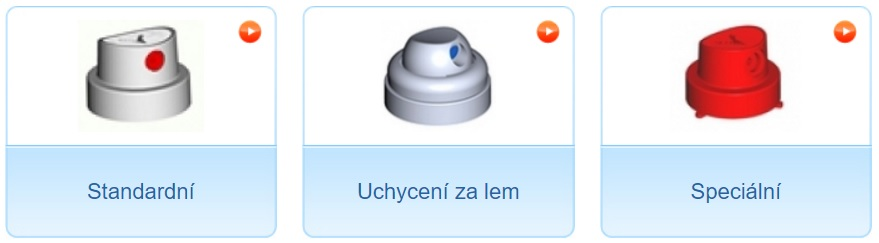 Standardní
Uchycení za lem
Speciální